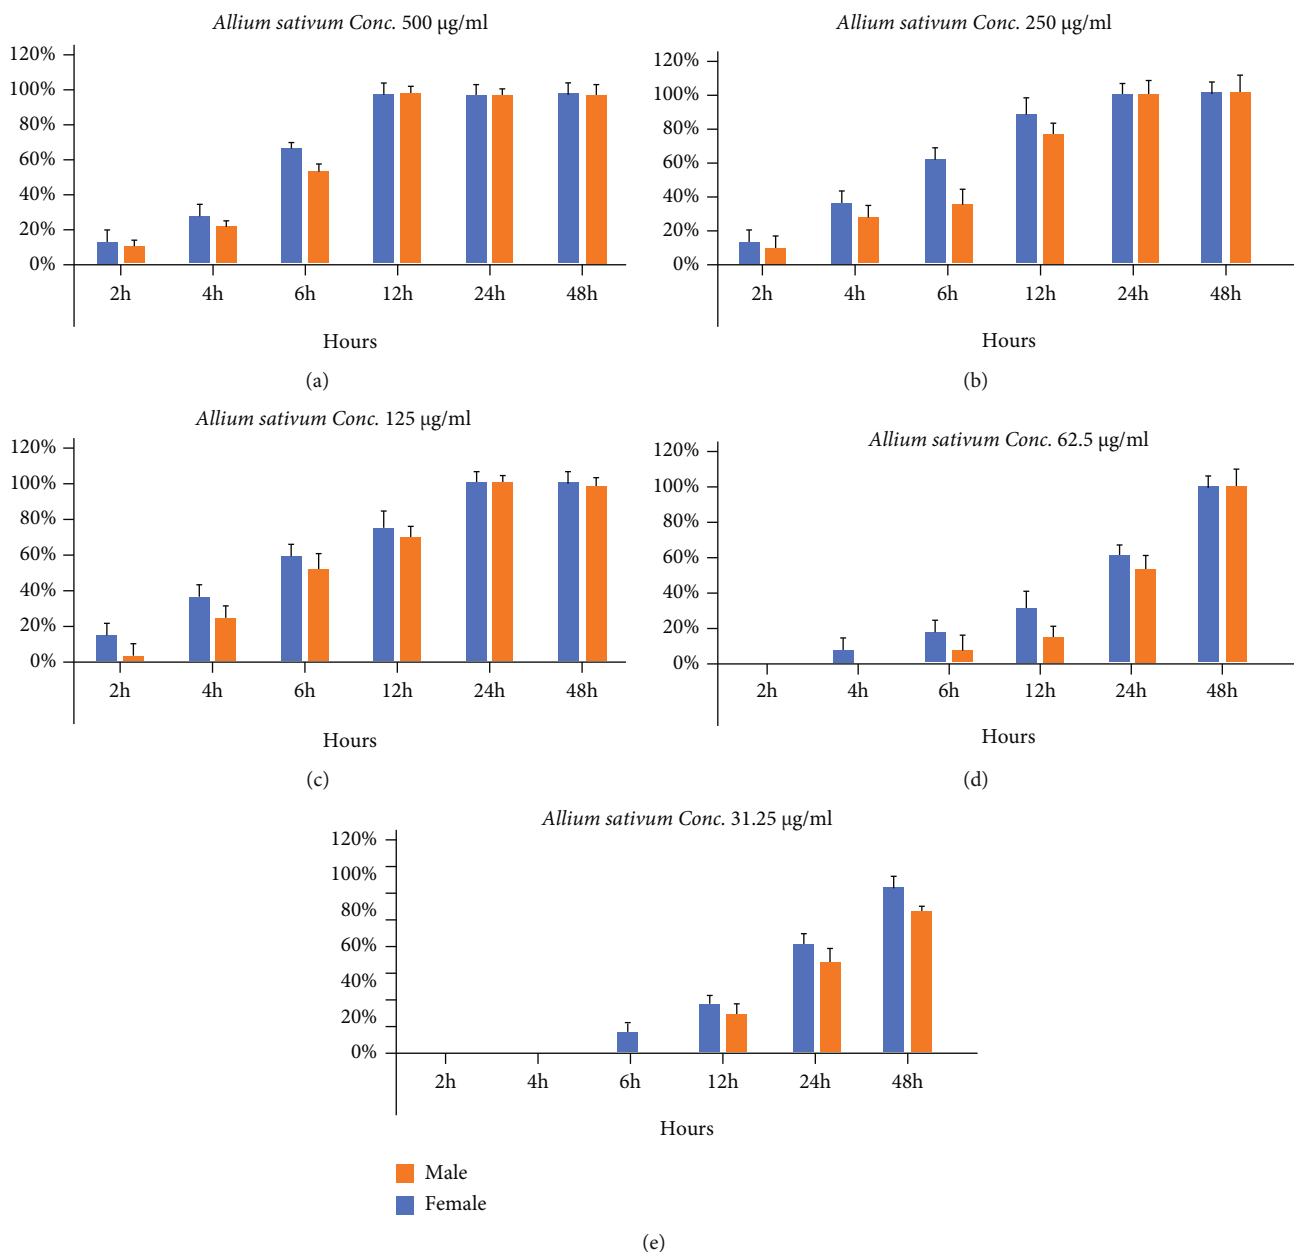 Allium sativum Conc. 500 µg/ml
120%
100%
80%
60%
40%
20%
0%
2h 4h 6h 12h 24h 48h
Hours
(a)
Allium sativum Conc. 250 µg/ml
120%
100%
80%
60%
40%
20%
0%
2h 4h 6h 12h 24h 48h
Hours
(b)
Allium sativum Conc. 125 µg/ml
120%
100%
80%
60%
40%
20%
0%
2h 4h 6h 12h 24h 48h
Hours
(c)
Allium sativum Conc. 62.5 µg/ml
120%
100%
80%
60%
40%
20%
0%
2h 4h 6h 12h 24h 48h
Hours
(d)
Allium sativum Conc. 31.25 µg/ml
120%
100%
80%
60%
40%
20%
0%
2h 4h 6h 12h 24h 48h
Hours
Male
Female
(e)